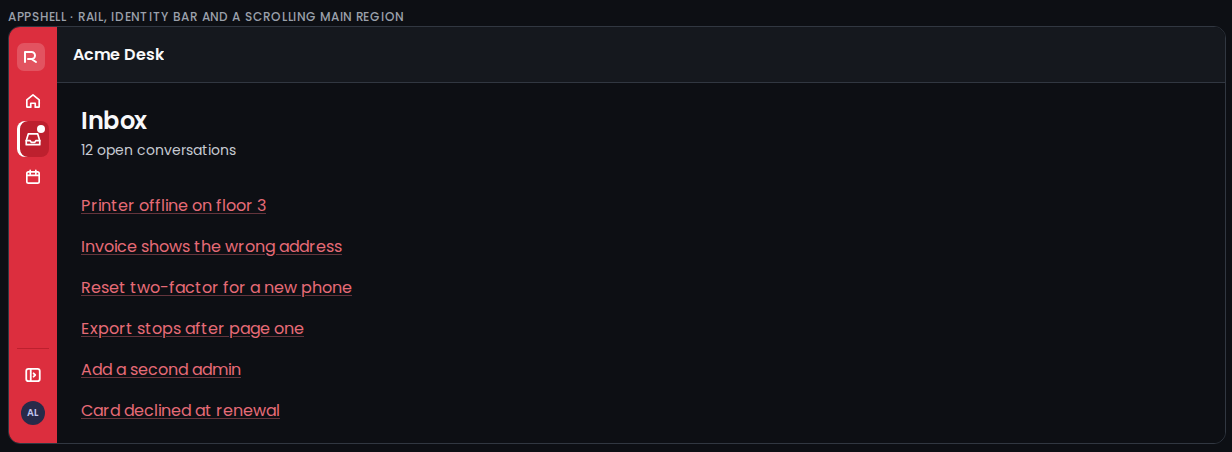 APPSHELL · RAIL, IDENTITY BAR AND A SCROLLING MAIN REGION
R
Acme Desk
Inbox
12 open conversations
Printer offline on floor 3
Invoice shows the wrong address
Reset two-factor for a new phone
Export stops after page one
Add a second admin
Card declined at renewal
AL